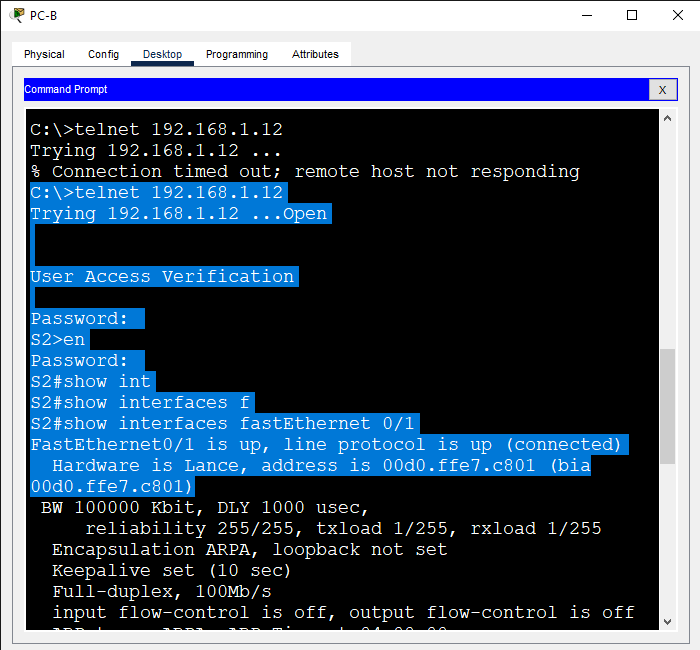 PC-B
Physical Config Desktop Programming Attributes
Command Prompt
X
C:\>telnet 192.168.1.12
Trying 192.168.1.12 ...
% Connection timed out; remote host not responding
C:\>telnet 192.168.1.12
Trying 192.168.1.12 ...Open
User Access Verification
Password:
S2>en
Password:
S2#show int
S2#show interfaces f
S2#show interfaces fastEthernet 0/1
FastEthernet0/1 is up, line protocol is up (connected)
Hardware is Lance, address is 00d0.ffe7.c801 (bia
00d0.ffe7.c801)
BW 100000 Kbit, DLY 1000 usec,
reliability 255/255, txload 1/255, rxload 1/255
Encapsulation ARPA, loopback not set
Keepalive set (10 sec)
Full-duplex, 100Mb/s
input flow-control is off, output flow-control is off